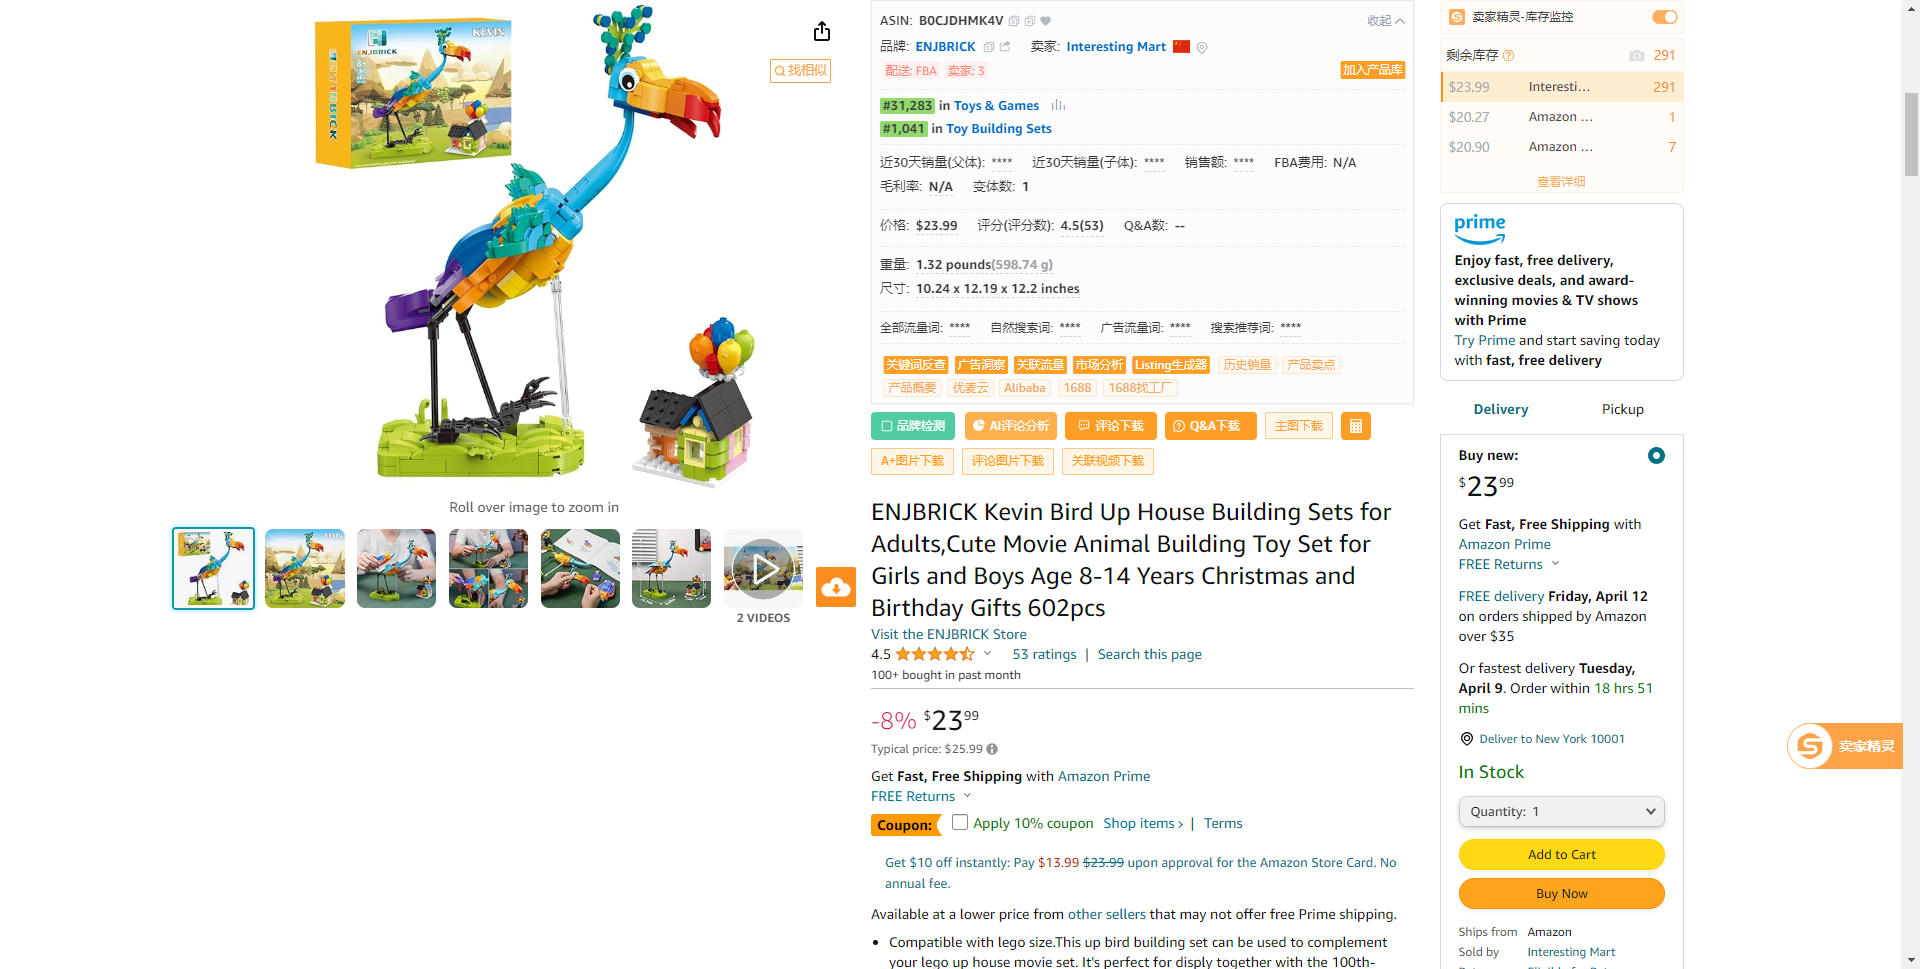 ENJBRICK
KEVIN
ENJBRICK
找相似
Roll over image to zoom in
2 VIDEOS
ASIN: B0CJDHMK4V
收起
品牌: ENJBRICK 卖家: Interesting Mart
配送: FBA 卖家: 3
加入产品库
#31,283 in Toys & Games
#1,041 in Toy Building Sets
近30天销量(父体): **** 近30天销量(子体): **** 销售额: **** FBA费用: N/A
毛利率: N/A 变体数: 1
价格: $23.99 评分(评分数): 4.5(53) Q&A数: --
重量: 1.32 pounds(598.74 g)
尺寸: 10.24 x 12.19 x 12.2 inches
全部流量词: **** 自然搜索词: **** 广告流量词: **** 搜索推荐词: ****
关键词反查 广告洞察 关联流量 市场分析 Listing生成器 历史销量 产品卖点
产品概要 优麦云 Alibaba 1688 1688找工厂
品牌检测 AI评论分析 评论下载 Q&A下载 主图下载
A+图片下载 评论图片下载 关联视频下载
ENJBRICK Kevin Bird Up House Building Sets for
Adults,Cute Movie Animal Building Toy Set for
Girls and Boys Age 8-14 Years Christmas and
Birthday Gifts 602pcs
Visit the ENJBRICK Store
4.5 53 ratings | Search this page
100+ bought in past month
-8% $23 99
Typical price: $25.99
Get Fast, Free Shipping with Amazon Prime
FREE Returns
Coupon: Apply 10% coupon Shop items › | Terms
Get $10 off instantly: Pay $13.99 $23.99 upon approval for the Amazon Store Card. No
annual fee.
Available at a lower price from other sellers that may not offer free Prime shipping.
• Compatible with lego size.This up bird building set can be used to complement
your lego up house movie set. It's perfect for disply together with the 100th-
卖家精灵-库存监控
剩余库存 291
$23.99 Interesti... 291
$20.27 Amazon ... 1
$20.90 Amazon ... 7
查看详细
prime
Enjoy fast, free delivery,
exclusive deals, and award-
winning movies & TV shows
with Prime
Try Prime and start saving today
with fast, free delivery
Delivery Pickup
Buy new:
$23 99
Get Fast, Free Shipping with
Amazon Prime
FREE Returns
FREE delivery Friday, April 12
on orders shipped by Amazon
over $35
Or fastest delivery Tuesday,
April 9. Order within 18 hrs 51
mins
Deliver to New York 10001
In Stock
Quantity: 1
Add to Cart
Buy Now
Ships from Amazon
Sold by Interesting Mart
卖家精灵